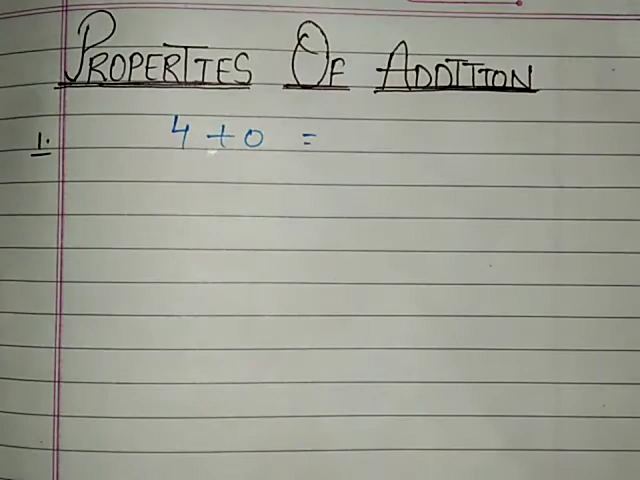 PROPERTIES OF ADDITION
1. 4 + 0 =